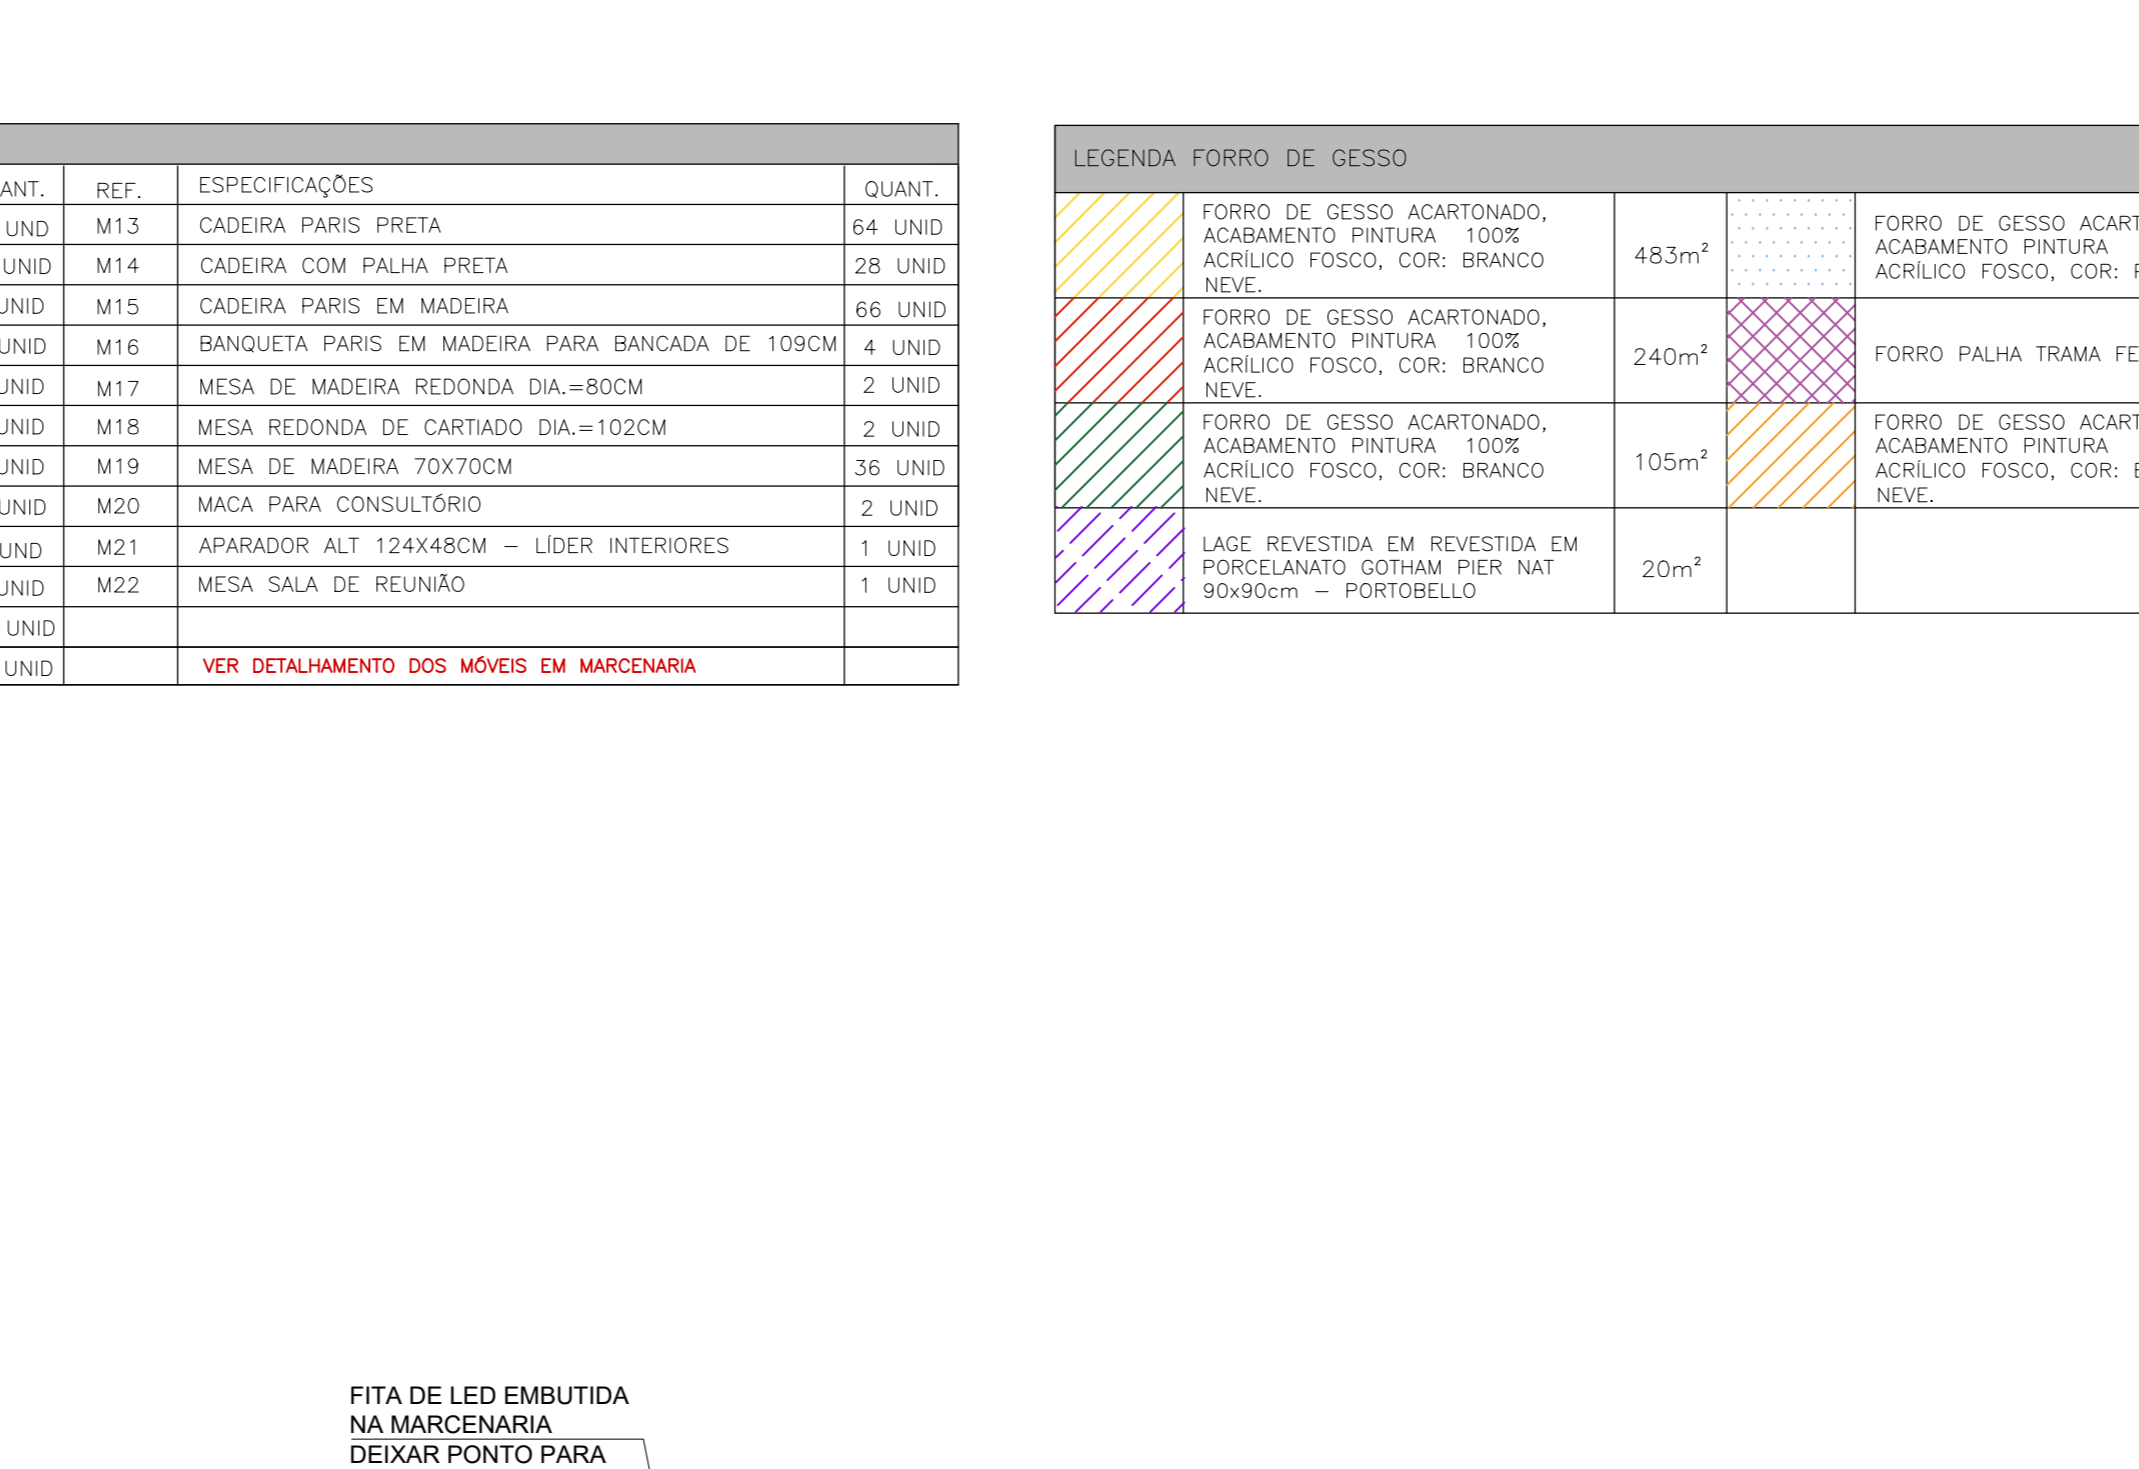 ANT. REF. ESPECIFICAÇÕES QUANT.
UND M13 CADEIRA PARIS PRETA 64 UNID
UNID M14 CADEIRA COM PALHA PRETA 28 UNID
UNID M15 CADEIRA PARIS EM MADEIRA 66 UNID
UNID M16 BANQUETA PARIS EM MADEIRA PARA BANCADA DE 109CM 4 UNID
UNID M17 MESA DE MADEIRA REDONDA DIA.=80CM 2 UNID
UNID M18 MESA REDONDA DE CARTIADO DIA.=102CM 2 UNID
UNID M19 MESA DE MADEIRA 70X70CM 36 UNID
UNID M20 MACA PARA CONSULTÓRIO 2 UNID
UND M21 APARADOR ALT 124X48CM – LÍDER INTERIORES 1 UNID
UNID M22 MESA SALA DE REUNIÃO 1 UNID
UNID
UNID VER DETALHAMENTO DOS MÓVEIS EM MARCENARIA
LEGENDA FORRO DE GESSO
FORRO DE GESSO ACARTONADO,
ACABAMENTO PINTURA 100%
ACRÍLICO FOSCO, COR: BRANCO
NEVE.
483m²
FORRO DE GESSO ACART
ACABAMENTO PINTURA
ACRÍLICO FOSCO, COR:
FORRO DE GESSO ACARTONADO,
ACABAMENTO PINTURA 100%
ACRÍLICO FOSCO, COR: BRANCO
NEVE.
240m²
FORRO PALHA TRAMA FE
FORRO DE GESSO ACARTONADO,
ACABAMENTO PINTURA 100%
ACRÍLICO FOSCO, COR: BRANCO
NEVE.
105m²
FORRO DE GESSO ACART
ACABAMENTO PINTURA
ACRÍLICO FOSCO, COR:
NEVE.
LAGE REVESTIDA EM REVESTIDA EM
PORCELANATO GOTHAM PIER NAT
90x90cm – PORTOBELLO
20m²
FITA DE LED EMBUTIDA
NA MARCENARIA
DEIXAR PONTO PARA